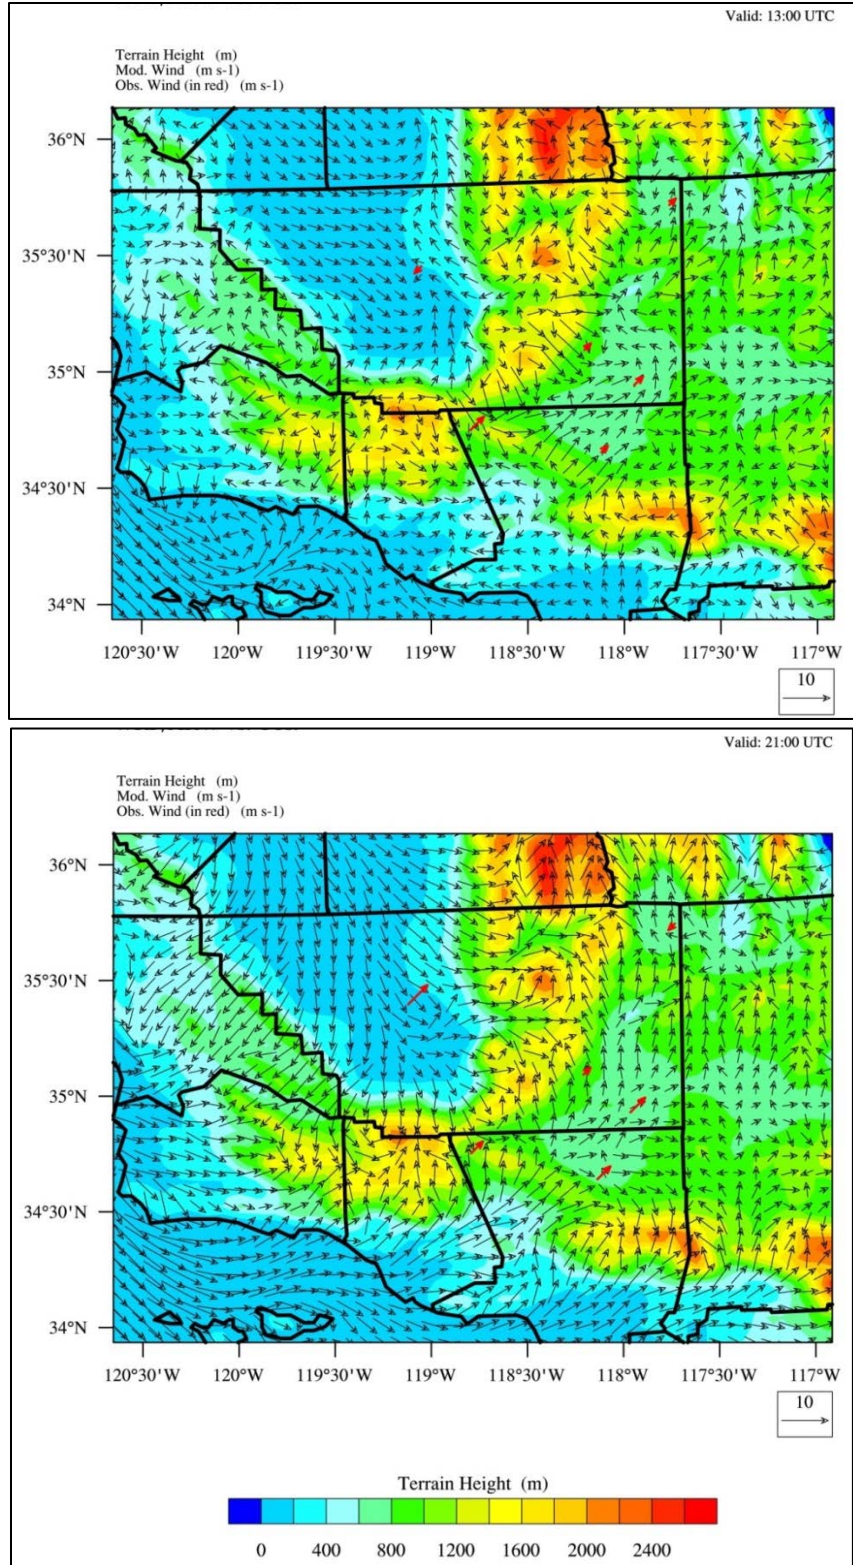 Valid: 13:00 UTC
Terrain Height (m)
Mod. Wind (m s-1)
Obs. Wind (in red) (m s-1)
36°N
35°30'N
35°N
34°30'N
34°N
120°30'W 120°W 119°30'W 119°W 118°30'W 118°W 117°30'W 117°W
10
Valid: 21:00 UTC
Terrain Height (m)
Mod. Wind (m s-1)
Obs. Wind (in red) (m s-1)
36°N
35°30'N
35°N
34°30'N
34°N
120°30'W 120°W 119°30'W 119°W 118°30'W 118°W 117°30'W 117°W
10
Terrain Height (m)
0 400 800 1200 1600 2000 2400